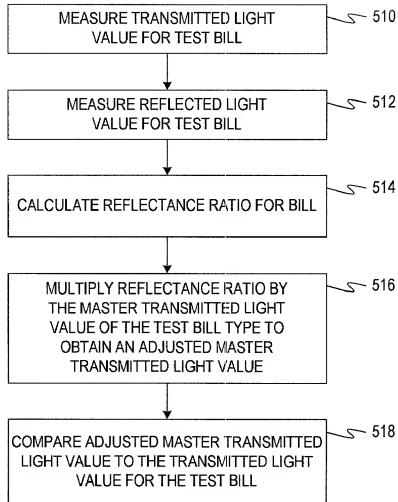 MEASURE TRANSMITTED LIGHT
VALUE FOR TEST BILL
510
MEASURE REFLECTED LIGHT
VALUE FOR TEST BILL
512
CALCULATE REFLECTANCE RATIO FOR BILL
514
MULTIPLY REFLECTANCE RATIO BY
THE MASTER TRANSMITTED LIGHT
VALUE OF THE TEST BILL TYPE TO
OBTAIN AN ADJUSTED MASTER
TRANSMITTED LIGHT VALUE
516
COMPARE ADJUSTED MASTER TRANSMITTED
LIGHT VALUE TO THE TRANSMITTED LIGHT
VALUE FOR THE TEST BILL
518